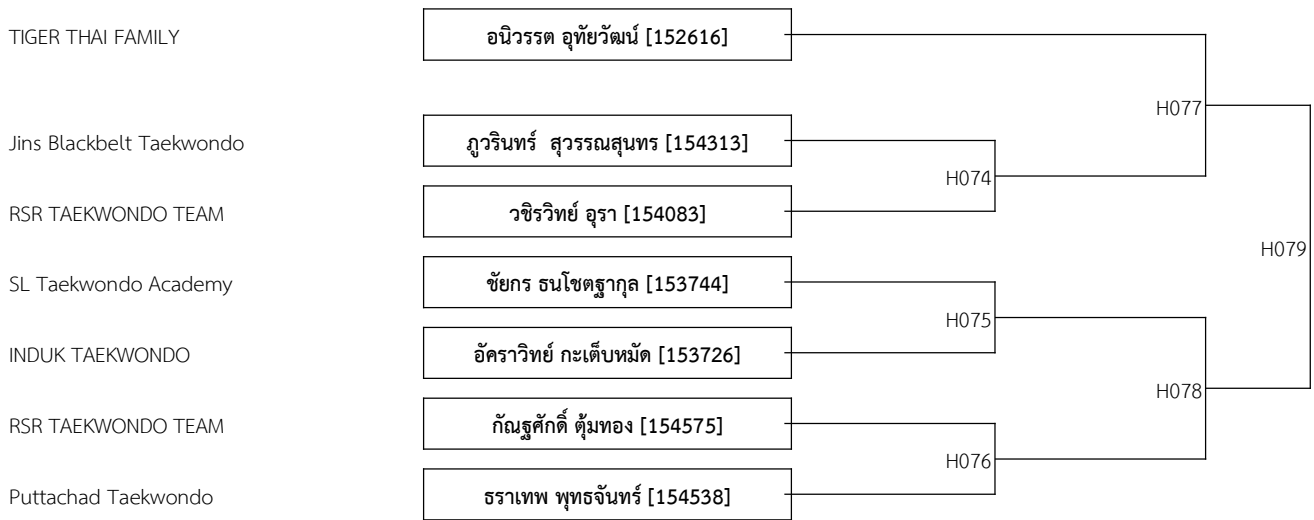 TIGER THAI FAMILY
อนิวรรต อุทัยวัฒน์ [152616]
H077
Jins Blackbelt Taekwondo
ภูวรินทร์  สุวรรณสุนทร [154313]
H074
RSR TAEKWONDO TEAM
วชิรวิทย์ อุรา [154083]
H079
SL Taekwondo Academy
ชัยกร ธนโชตฐากุล [153744]
H075
INDUK TAEKWONDO
อัคราวิทย์ กะเต็บหมัด [153726]
H078
RSR TAEKWONDO TEAM
กัณฐศักดิ์ ตุ้มทอง [154575]
H076
Puttachad Taekwondo
ธราเทพ พุทธจันทร์ [154538]